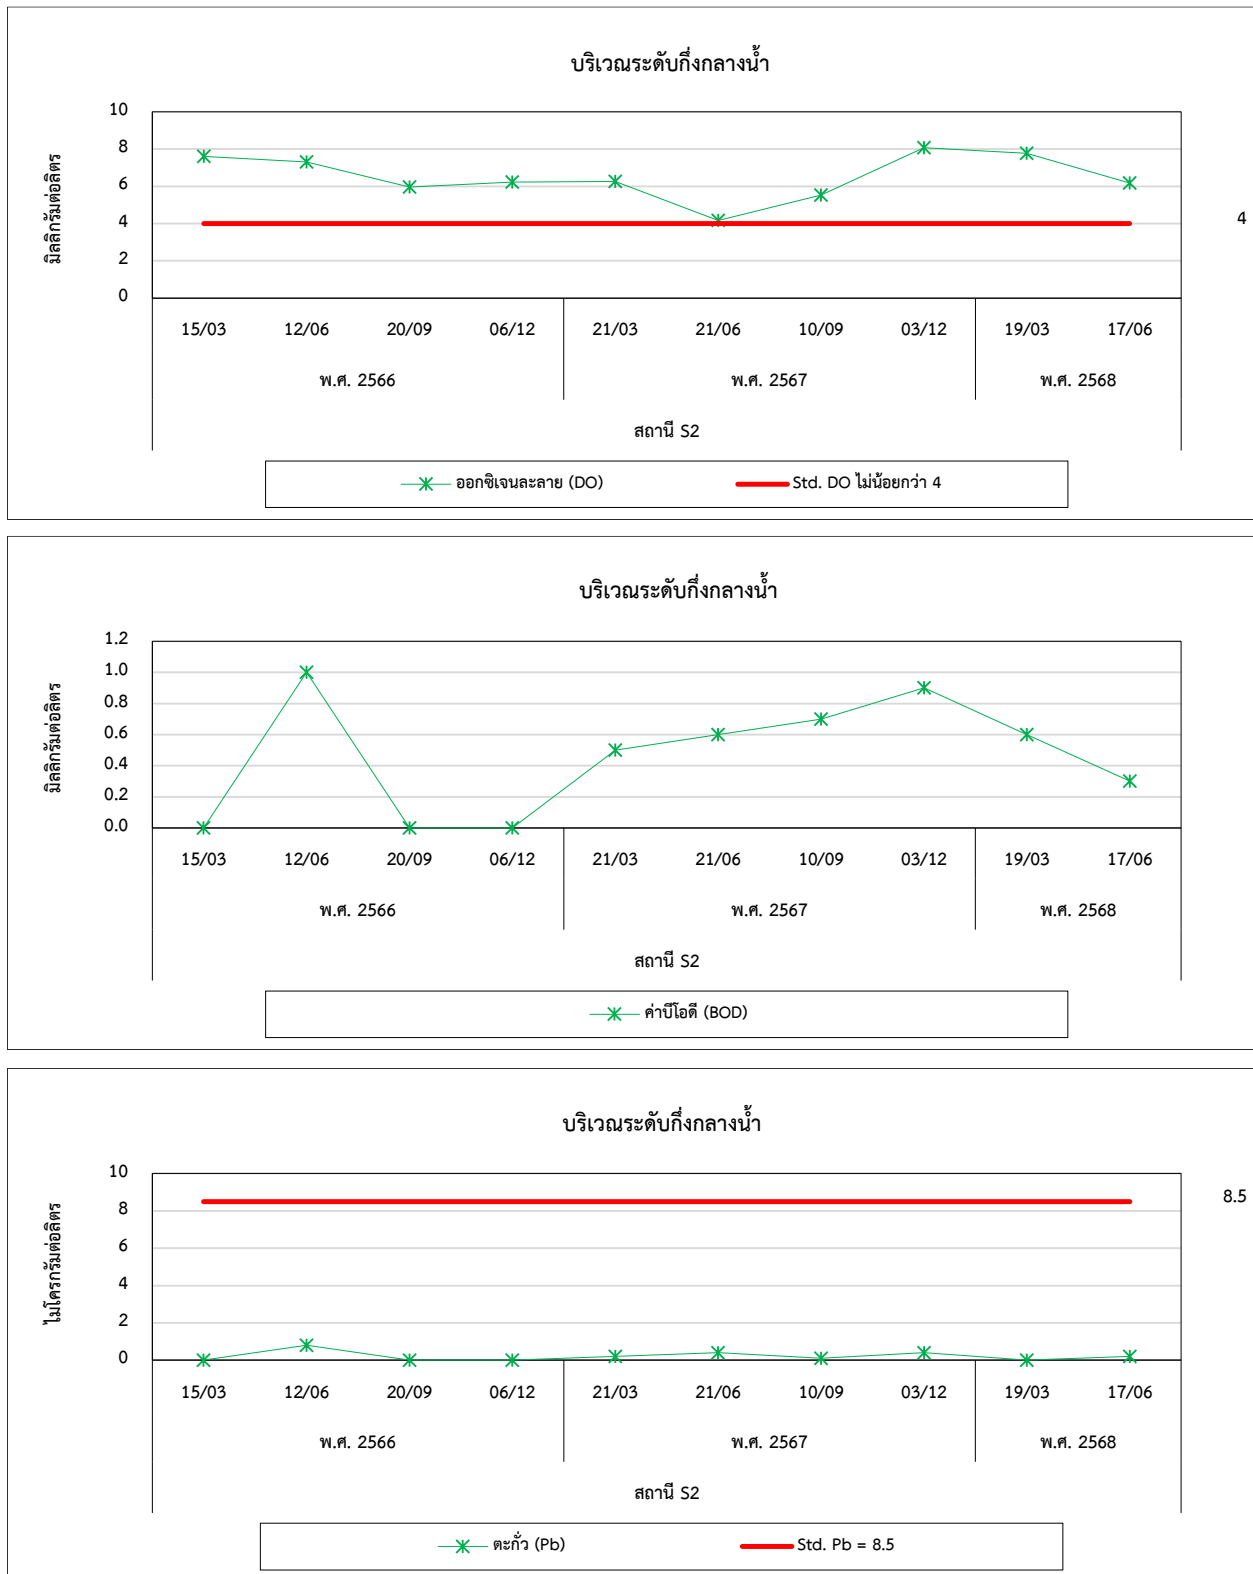 บริเวณระดับกึ่งกลางน้ำ
มิลลิกรัมต่อลิตร
10
8
6
4
2
0
4
15/03 12/06 20/09 06/12 21/03 21/06 10/09 03/12 19/03 17/06
พ.ศ. 2566 พ.ศ. 2567 พ.ศ. 2568
สถานี S2
ออกซิเจนละลาย (DO) Std. DO ไม่น้อยกว่า 4
บริเวณระดับกึ่งกลางน้ำ
มิลลิกรัมต่อลิตร
1.2
1.0
0.8
0.6
0.4
0.2
0.0
15/03 12/06 20/09 06/12 21/03 21/06 10/09 03/12 19/03 17/06
พ.ศ. 2566 พ.ศ. 2567 พ.ศ. 2568
สถานี S2
ค่าบีโอดี (BOD)
บริเวณระดับกึ่งกลางน้ำ
ไมโครกรัมต่อลิตร
10
8
6
4
2
0
8.5
15/03 12/06 20/09 06/12 21/03 21/06 10/09 03/12 19/03 17/06
พ.ศ. 2566 พ.ศ. 2567 พ.ศ. 2568
สถานี S2
ตะกั่ว (Pb) Std. Pb = 8.5